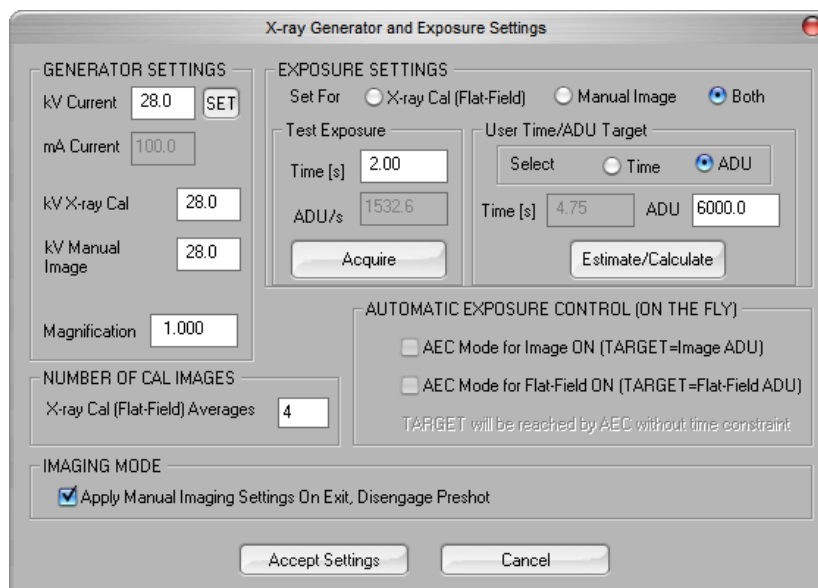 X-ray Generator and Exposure Settings
GENERATOR SETTINGS
kV Current 28.0 SET
mA Current 100.0
kV X-ray Cal 28.0
kV Manual Image 28.0
Magnification 1.000
EXPOSURE SETTINGS
Set For X-ray Cal (Flat-Field) Manual Image Both
Test Exposure
Time [s] 2.00
ADU/s 1532.6
Acquire
User Time/ADU Target
Select Time ADU
Time [s] 4.75 ADU 6000.0
Estimate/Calculate
AUTOMATIC EXPOSURE CONTROL (ON THE FLY)
AEC Mode for Image ON (TARGET=Image ADU)
AEC Mode for Flat-Field ON (TARGET=Flat-Field ADU)
TARGET will be reached by AEC without time constraint
NUMBER OF CAL IMAGES
X-ray Cal (Flat-Field) Averages 4
IMAGING MODE
Apply Manual Imaging Settings On Exit, Disengage Preshot
Accept Settings Cancel